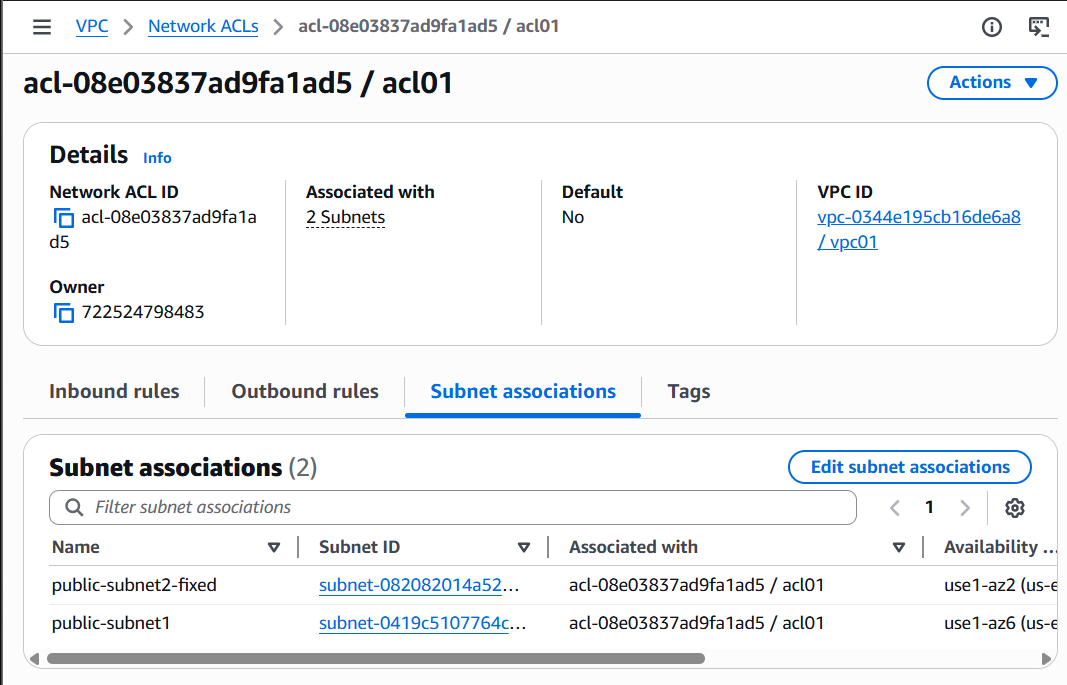 VPC > Network ACLs > acl-08e03837ad9fa1ad5 / acl01
acl-08e03837ad9fa1ad5 / acl01
Actions
Details Info
Network ACL ID
acl-08e03837ad9fa1a
d5
Associated with
2 Subnets
Default
No
VPC ID
vpc-0344e195cb16de6a8
/ vpc01
Owner
722524798483
Inbound rules Outbound rules Subnet associations Tags
Subnet associations (2)
Edit subnet associations
Filter subnet associations
1
Name Subnet ID Associated with Availability ...
public-subnet2-fixed subnet-082082014a52... acl-08e03837ad9fa1ad5 / acl01 use1-az2 (us-e
public-subnet1 subnet-0419c5107764c... acl-08e03837ad9fa1ad5 / acl01 use1-az6 (us-e